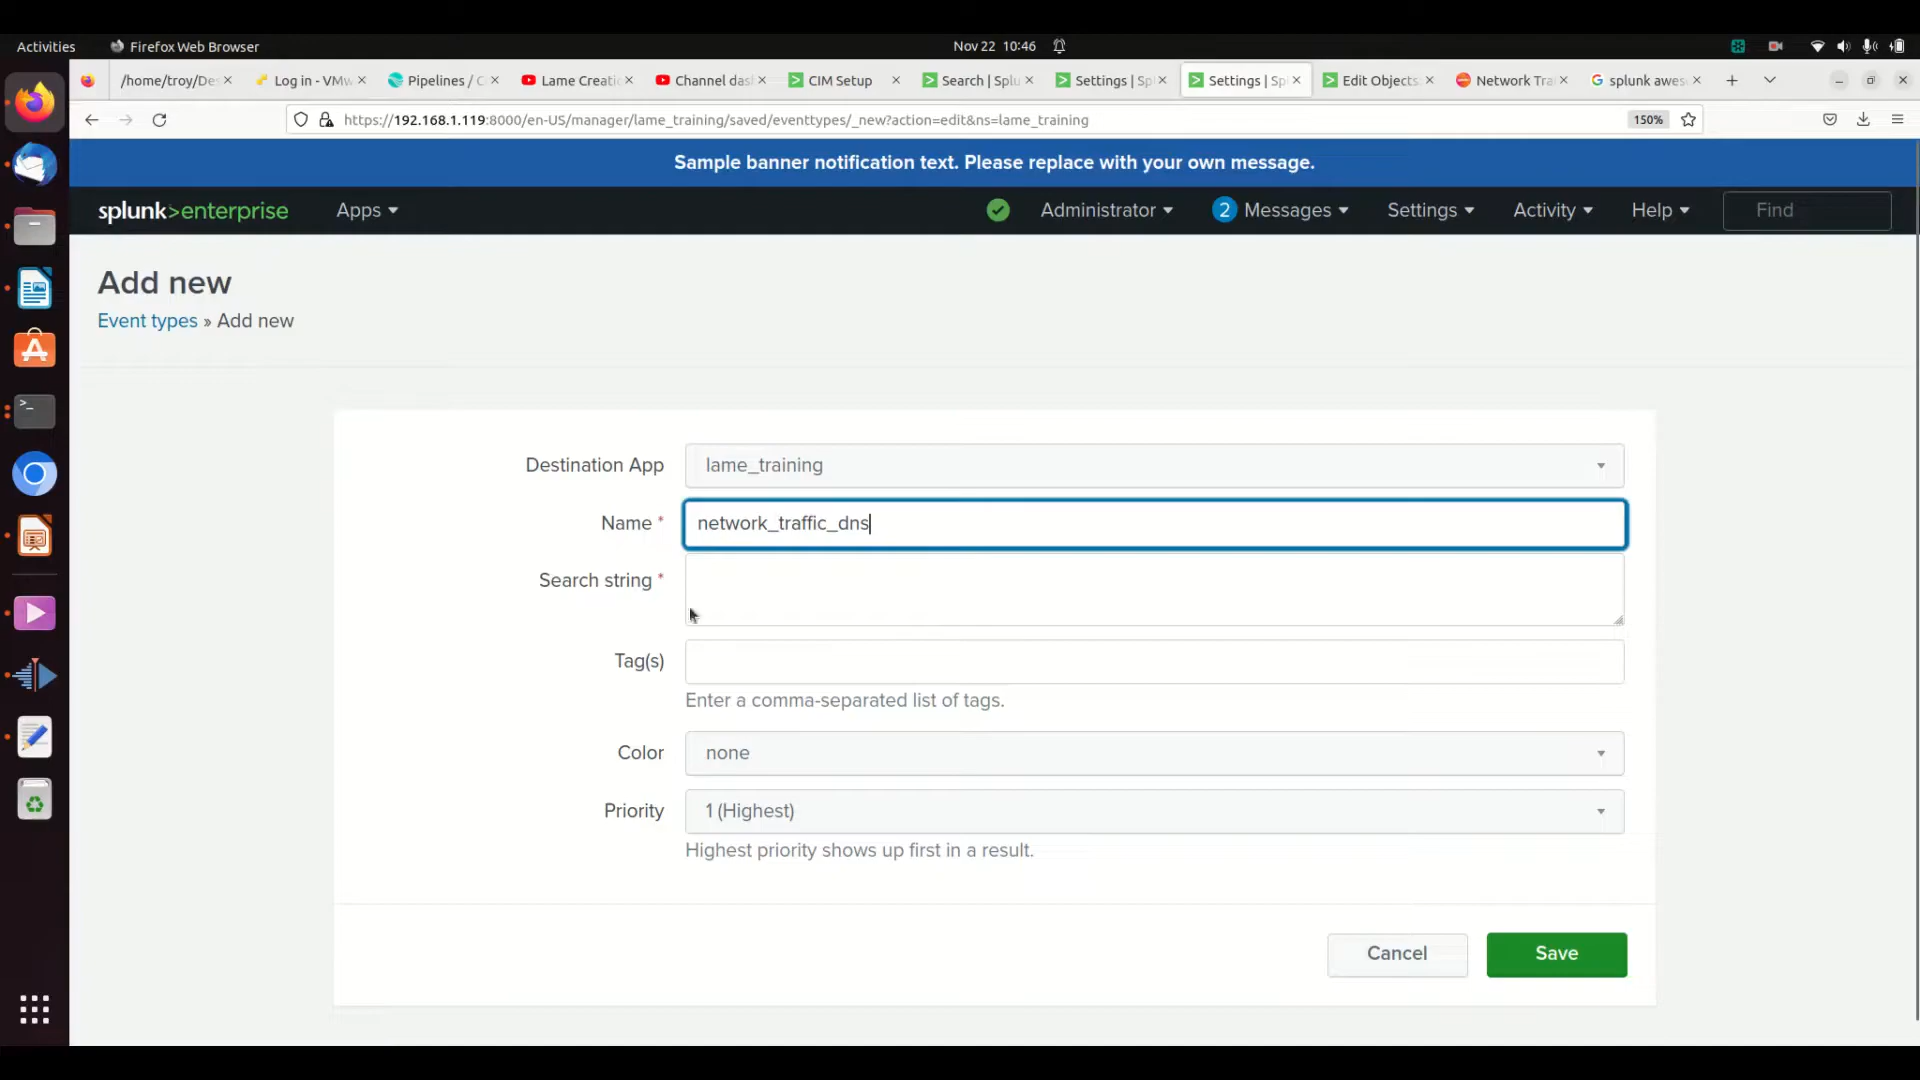 Activities
Firefox Web Browser
Nov 22 10:46
/home/troy/Des
Log in - VMw
Pipelines / C
Lame Creatio
Channel das
CIM Setup
Search | Splu
Settings | Spl
Settings | Sp
Edit Objects
Network Tra
splunk awes
https://192.168.1.119:8000/en-US/manager/lame_training/saved/eventtypes/_new?action=edit&ns=lame_training
150%
Sample banner notification text. Please replace with your own message.
splunk>enterprise
Apps
Administrator
2 Messages
Settings
Activity
Help
Find
Add new
Event types » Add new
Destination App
lame_training
Name *
network_traffic_dns
Search string *
Tag(s)
Enter a comma-separated list of tags.
Color
none
Priority
1 (Highest)
Highest priority shows up first in a result.
Cancel
Save